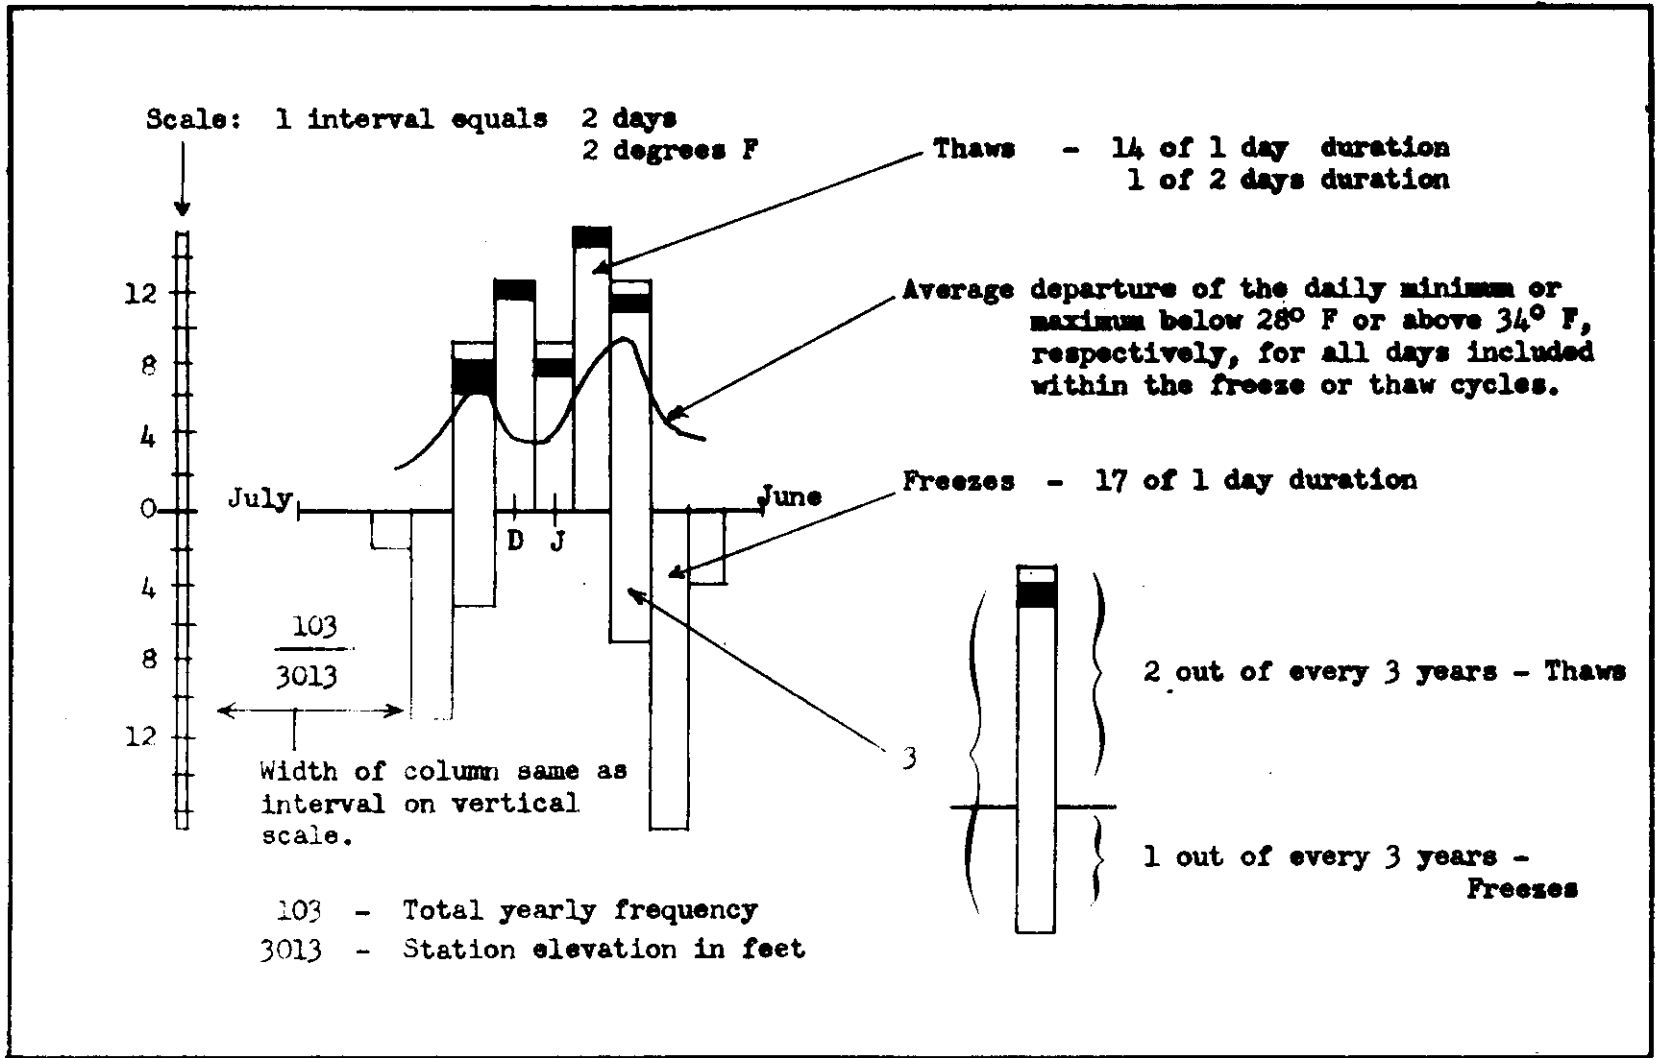 Scale: 1 interval equals 2 days
2 degrees F
Thaws - 14 of 1 day duration
1 of 2 days duration
12
8
4
0
4
8
12
Average departure of the daily minimum or
maximum below 28° F or above 34° F,
respectively, for all days included
within the freeze or thaw cycles.
July
June
D
J
Freezes - 17 of 1 day duration
103
3013
Width of column same as
interval on vertical
scale.
3
2 out of every 3 years - Thaws
1 out of every 3 years -
Freezes
103 - Total yearly frequency
3013 - Station elevation in feet